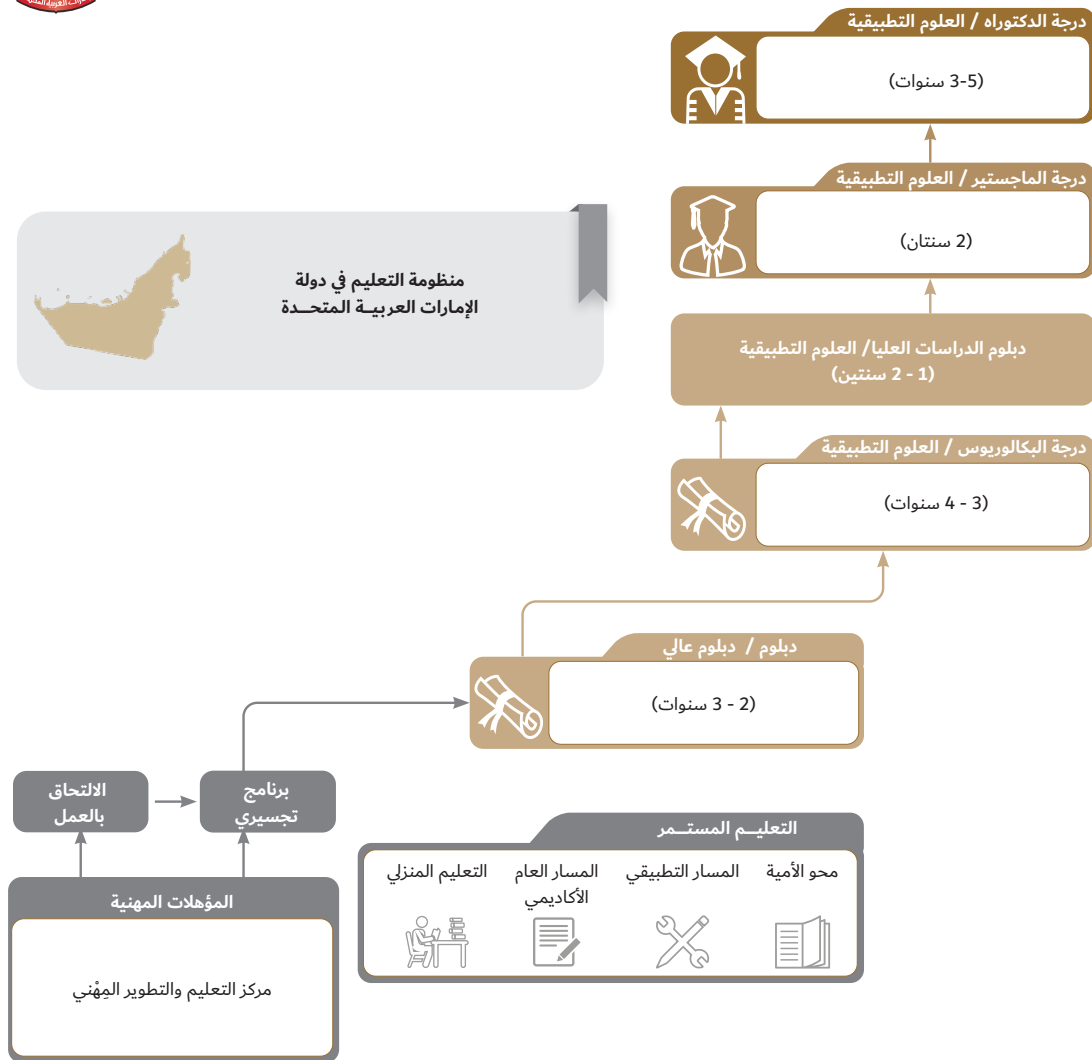 درجة الدكتوراه / العلوم التطبيقية
(3-5 سنوات)
درجة الماجستير / العلوم التطبيقية
(2 سنتان)
منظومة التعليم في دولة
الإمارات العربيــة المتحــدة
دبلوم الدراسات العليا/ العلوم التطبيقية
(1 - 2 سنتين)
درجة البكالوريوس / العلوم التطبيقية
(3 - 4 سنوات)
دبلوم / دبلوم عالي
(2 - 3 سنوات)
برنامج
تجسيري
الالتحاق
بالعمل
التعليــم المستــمر
محو الأمية
المسار التطبيقي
المسار العام
الأكاديمي
التعليم المنزلي
المؤهلات المهنية
مركز التعليم والتطوير المِهْني